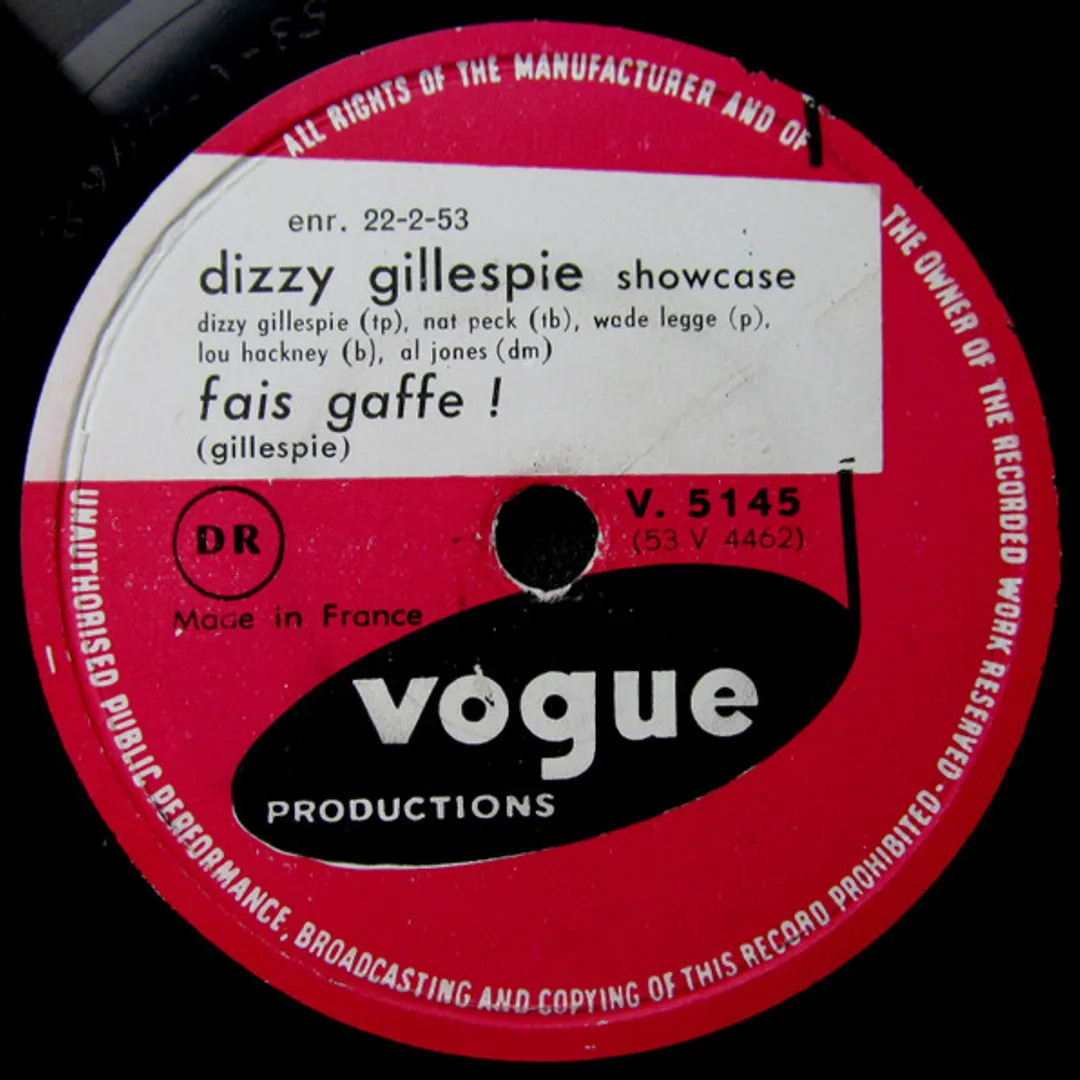 ALL RIGHTS OF THE MANUFACTURER AND OF THE OWNER OF THE RECORDED WORK RESERVED - UNAUTHORISED PUBLIC PERFORMANCE, BROADCASTING AND COPYING OF THIS RECORD PROHIBITED.
enr. 22-2-53
dizzy gillespie showcase
dizzy gillespie (tp), nat peck (tb), wade legge (p),
lou hackney (b), al jones (dm)
fais gaffe !
(gillespie)
DR
V. 5145
(53 V 4462)
Made in France
vogue
PRODUCTIONS